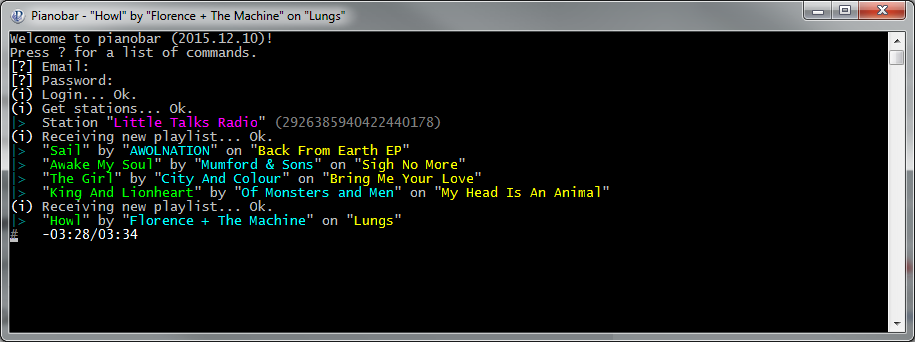 Pianobar - "Howl" by "Florence + The Machine" on "Lungs"
Welcome to pianobar (2015.12.10)!
Press ? for a list of commands.
[?] Email:
[?] Password:
(i) Login... Ok.
(i) Get stations... Ok.
|>  Station "Little Talks Radio" (2926385940422440178)
(i) Receiving new playlist... Ok.
|>  "Sail" by "AWOLNATION" on "Back From Earth EP"
|>  "Awake My Soul" by "Mumford & Sons" on "Sigh No More"
|>  "The Girl" by "City And Colour" on "Bring Me Your Love"
|>  "King And Lionheart" by "Of Monsters and Men" on "My Head Is An Animal"
(i) Receiving new playlist... Ok.
|>  "Howl" by "Florence + The Machine" on "Lungs"
#   -03:28/03:34